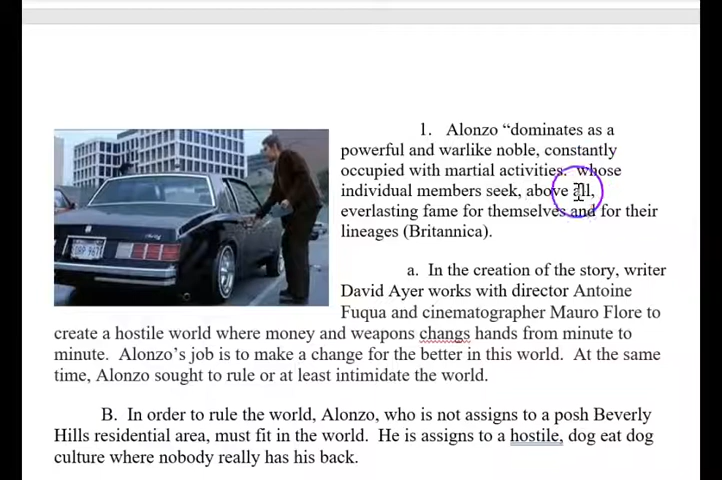 1. Alonzo “dominates as a
powerful and warlike noble, constantly
occupied with martial activities. whose
individual members seek, above all,
everlasting fame for themselves and for their
lineages (Britannica).
a. In the creation of the story, writer
David Ayer works with director Antoine
Fuqua and cinematographer Mauro Flore to
create a hostile world where money and weapons changs hands from minute to
minute. Alonzo’s job is to make a change for the better in this world. At the same
time, Alonzo sought to rule or at least intimidate the world.
B. In order to rule the world, Alonzo, who is not assigns to a posh Beverly
Hills residential area, must fit in the world. He is assigns to a hostile, dog eat dog
culture where nobody really has his back.